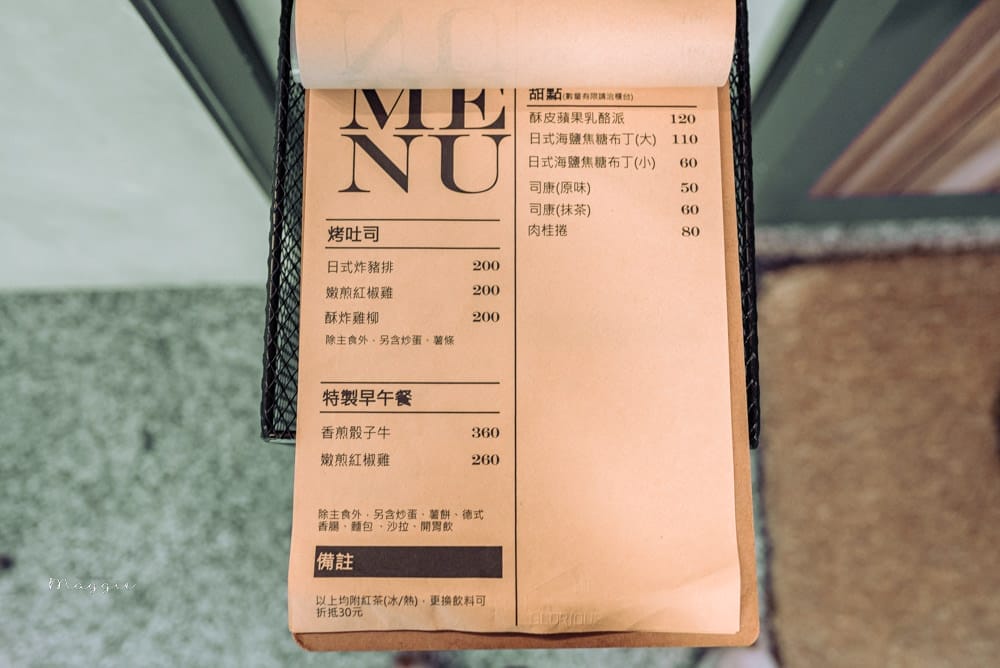 ME
NU
烤吐司
日式炸豬排 200
嫩煎紅椒雞 200
酥炸雞柳 200
除主食外、另含炒蛋、薯條
特製早午餐
香煎骰子牛 360
嫩煎紅椒雞 260
除主食外、另含炒蛋、薯餅、德式
香腸、麵包、沙拉、開胃飲
備註
以上均附紅茶(冰/熱)、更換飲料可
折抵30元
甜點(數量有限請洽櫃台)
酥皮蘋果乳酪派 120
日式海鹽焦糖布丁(大) 110
日式海鹽焦糖布丁(小) 60
司康(原味) 50
司康(抹茶) 60
肉桂捲 80
GLORIOUS
Maggie